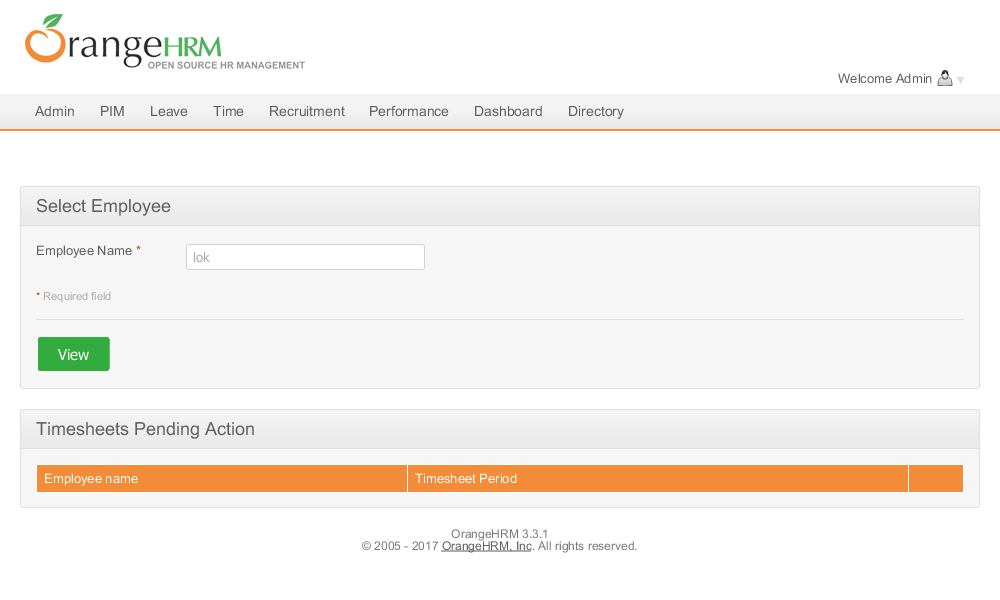 OrangeHRM
OPEN SOURCE HR MANAGEMENT
Welcome Admin
Admin PIM Leave Time Recruitment Performance Dashboard Directory
Select Employee
Employee Name * lok
* Required field
View
Timesheets Pending Action
Employee name Timesheet Period
OrangeHRM 3.3.1
© 2005 - 2017 OrangeHRM, Inc. All rights reserved.